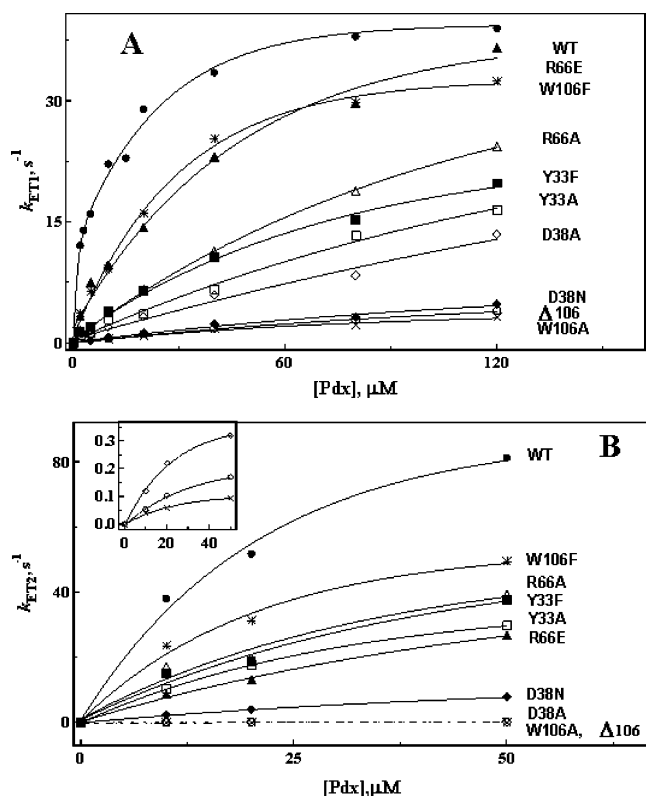 A
30
15
0
k_ET1, s⁻¹
WT
R66E
W106F
R66A
Y33F
Y33A
D38A
D38N
Δ106
W106A
0 60 120
[Pdx], μM
B
0.3
0.2
0.1
0.0
0 20 40
80
40
0
k_ET2, s⁻¹
WT
W106F
R66A
Y33F
Y33A
R66E
D38N
D38A
W106A, Δ106
0 25 50
[Pdx],μM